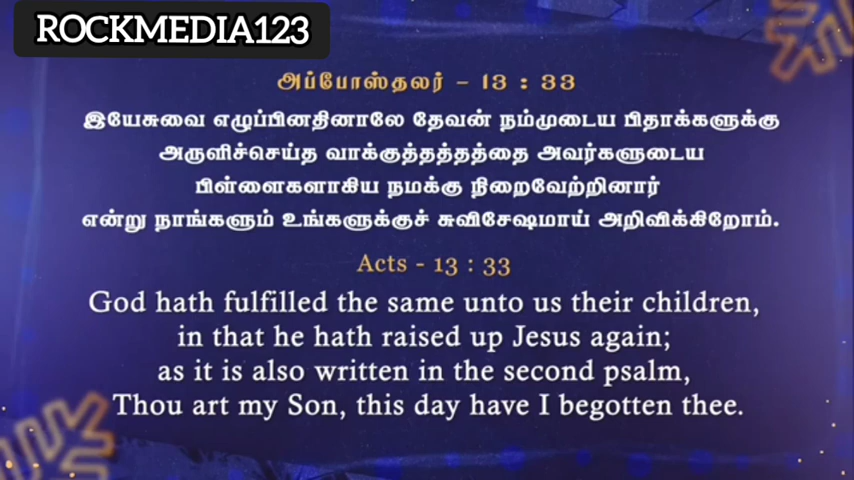 ROCKMEDIA123
அப்போஸ்தலர் - 13 : 33
இயேசுவை எழுப்பினதினாலே தேவன் நம்முடைய பிதாக்களுக்கு
அருளிச்செய்த வாக்குத்தத்தத்தை அவர்களுடைய
பிள்ளைகளாகிய நமக்கு நிறைவேற்றினார்
என்று நாங்களும் உங்களுக்குச் சுவிசேஷமாய் அறிவிக்கிறோம்.
Acts - 13 : 33
God hath fulfilled the same unto us their children,
in that he hath raised up Jesus again;
as it is also written in the second psalm,
Thou art my Son, this day have I begotten thee.